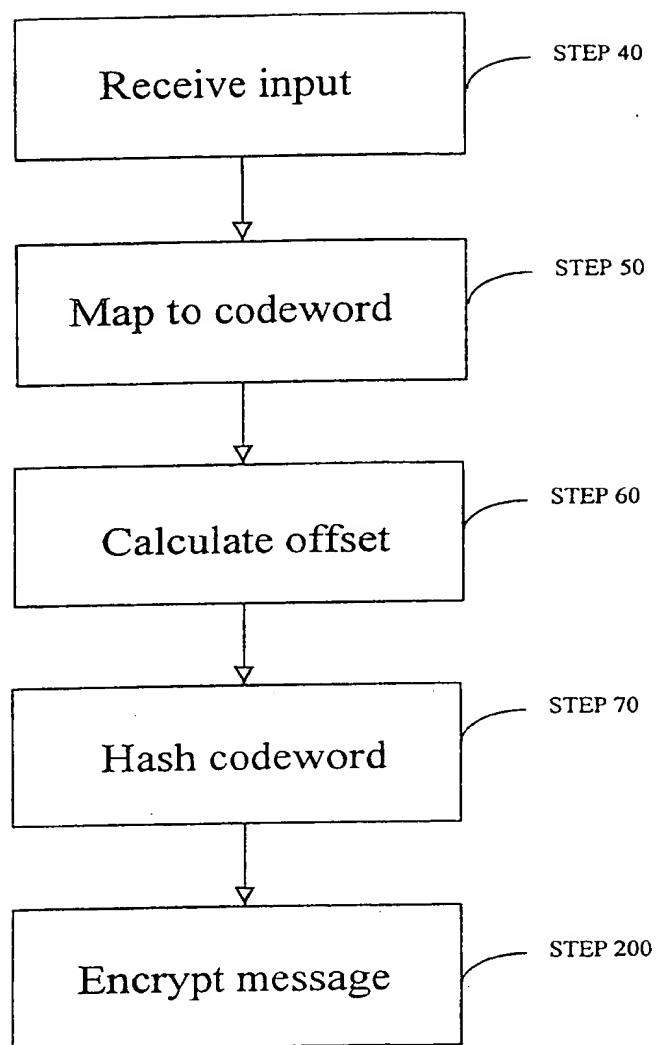 Receive input
STEP 40
Map to codeword
STEP 50
Calculate offset
STEP 60
Hash codeword
STEP 70
Encrypt message
STEP 200